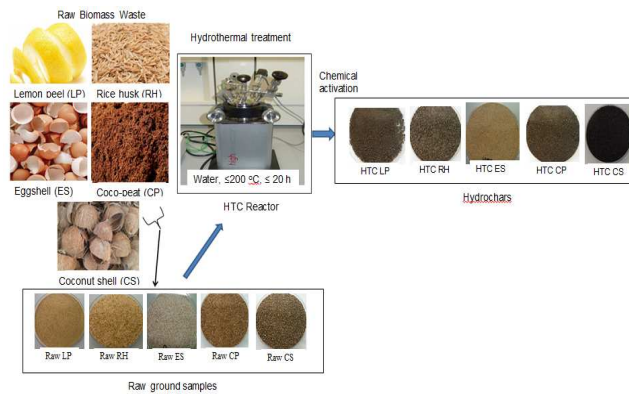 Raw Biomass Waste
Lemon peel (LP)
Rice husk (RH)
Eggshell (ES)
Coco-peat (CP)
Coconut shell (CS)
Hydrothermal treatment
Water, ≤200 ºC, ≤ 20 h
HTC Reactor
Chemical
activation
HTC LP
HTC RH
HTC ES
HTC CP
HTC CS
Hydrochars
Raw LP
Raw RH
Raw ES
Raw CP
Raw CS
Raw ground samples